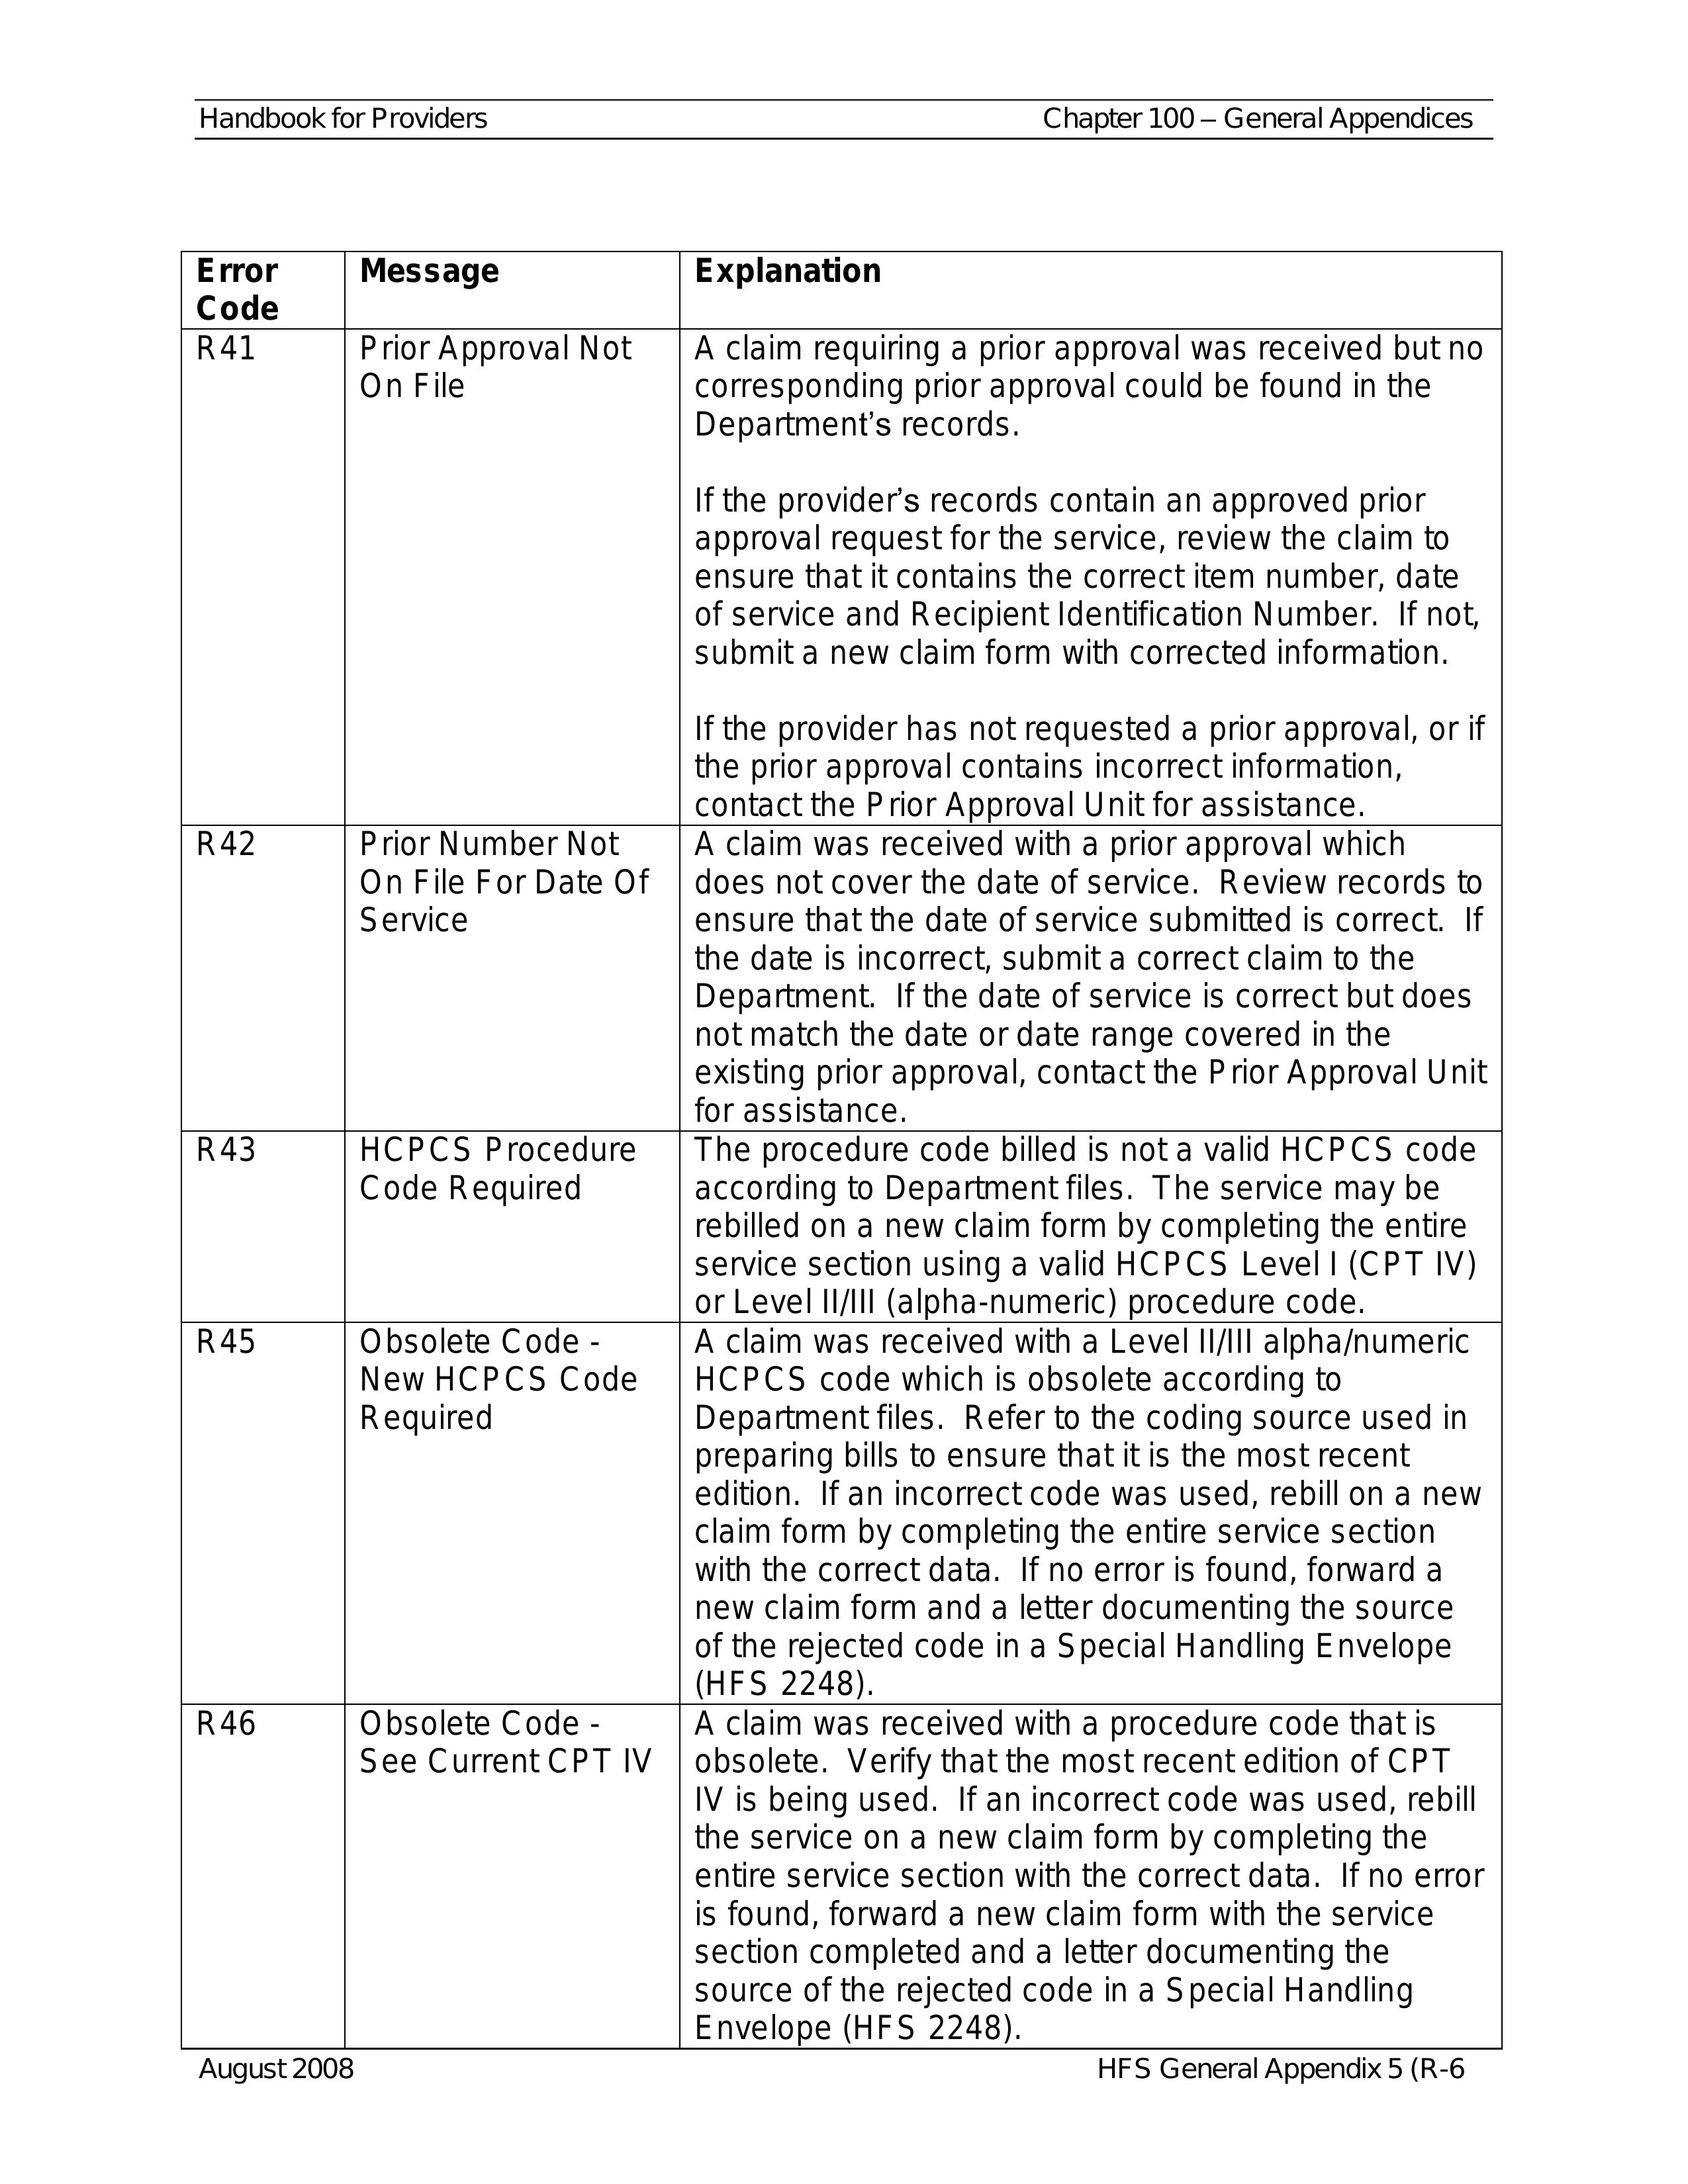 Handbook for Providers Chapter 100 – General Appendices
Error Code Message Explanation
R41 Prior Approval Not On File
A claim requiring a prior approval was received but no
corresponding prior approval could be found in the
Department’s records.
If the provider’s records contain an approved prior
approval request for the service, review the claim to
ensure that it contains the correct item number, date
of service and Recipient Identification Number. If not,
submit a new claim form with corrected information.
If the provider has not requested a prior approval, or if
the prior approval contains incorrect information,
contact the Prior Approval Unit for assistance.
R42 Prior Number Not On File For Date Of Service
A claim was received with a prior approval which
does not cover the date of service. Review records to
ensure that the date of service submitted is correct. If
the date is incorrect, submit a correct claim to the
Department. If the date of service is correct but does
not match the date or date range covered in the
existing prior approval, contact the Prior Approval Unit
for assistance.
R43 HCPCS Procedure Code Required
The procedure code billed is not a valid HCPCS code
according to Department files. The service may be
rebilled on a new claim form by completing the entire
service section using a valid HCPCS Level I (CPT IV)
or Level II/III (alpha-numeric) procedure code.
R45 Obsolete Code - New HCPCS Code Required
A claim was received with a Level II/III alpha/numeric
HCPCS code which is obsolete according to
Department files. Refer to the coding source used in
preparing bills to ensure that it is the most recent
edition. If an incorrect code was used, rebill on a new
claim form by completing the entire service section
with the correct data. If no error is found, forward a
new claim form and a letter documenting the source
of the rejected code in a Special Handling Envelope
(HFS 2248).
R46 Obsolete Code - See Current CPT IV
A claim was received with a procedure code that is
obsolete. Verify that the most recent edition of CPT
IV is being used. If an incorrect code was used, rebill
the service on a new claim form by completing the
entire service section with the correct data. If no error
is found, forward a new claim form with the service
section completed and a letter documenting the
source of the rejected code in a Special Handling
Envelope (HFS 2248).
August 2008 HFS General Appendix 5 (R-6